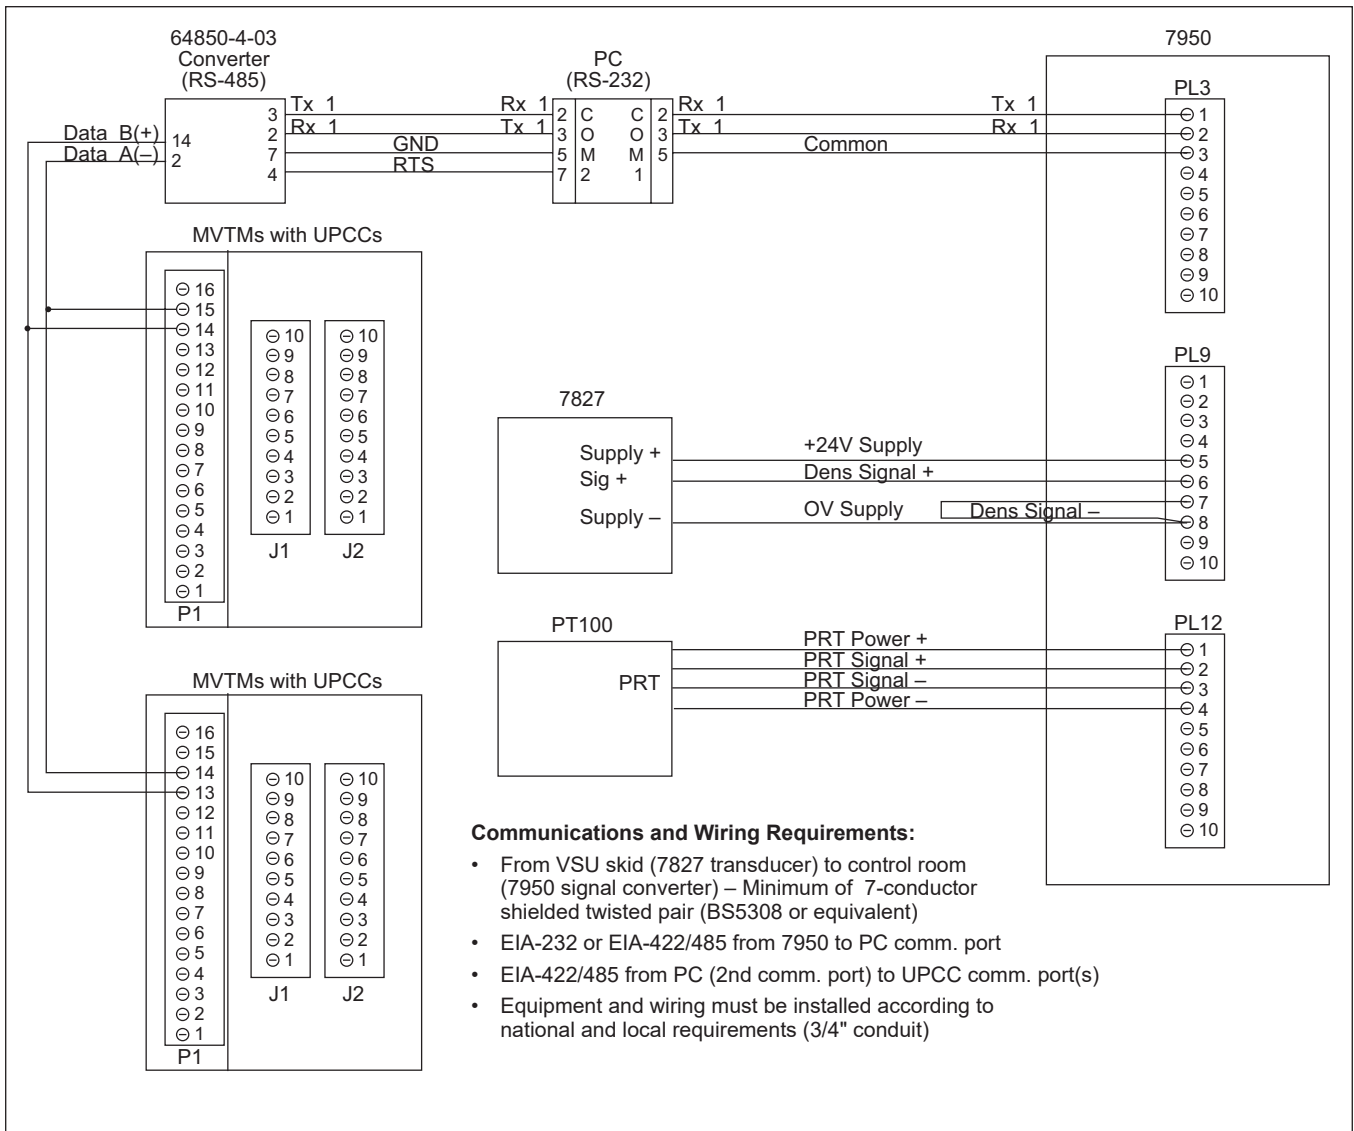 64850-4-03
Converter
(RS-485)
PC
(RS-232)
7950
PL3
Tx 1
Rx 1
Rx 1
Tx 1
GND
RTS
Data B(+)
Data A(–)
14
2
3
2
7
4
2
3
5
7
C
O
M
2
C
O
M
1
2
3
5
Rx 1
Tx 1
Tx 1
Rx 1
Common
1
2
3
4
5
6
7
8
9
10
MVTMs with UPCCs
16
15
14
13
12
11
10
9
8
7
6
5
4
3
2
1
P1
10
9
8
7
6
5
4
3
2
1
J1
10
9
8
7
6
5
4
3
2
1
J2
7827
Supply +
Sig +
Supply –
+24V Supply
Dens Signal +
OV Supply
Dens Signal –
PL9
1
2
3
4
5
6
7
8
9
10
PT100
PRT
PRT Power +
PRT Signal +
PRT Signal –
PRT Power –
PL12
1
2
3
4
5
6
7
8
9
10
MVTMs with UPCCs
16
15
14
13
12
11
10
9
8
7
6
5
4
3
2
1
P1
10
9
8
7
6
5
4
3
2
1
J1
10
9
8
7
6
5
4
3
2
1
J2
Communications and Wiring Requirements:
• From VSU skid (7827 transducer) to control room
(7950 signal converter) – Minimum of 7-conductor
shielded twisted pair (BS5308 or equivalent)
• EIA-232 or EIA-422/485 from 7950 to PC comm. port
• EIA-422/485 from PC (2nd comm. port) to UPCC comm. port(s)
• Equipment and wiring must be installed according to
national and local requirements (3/4" conduit)